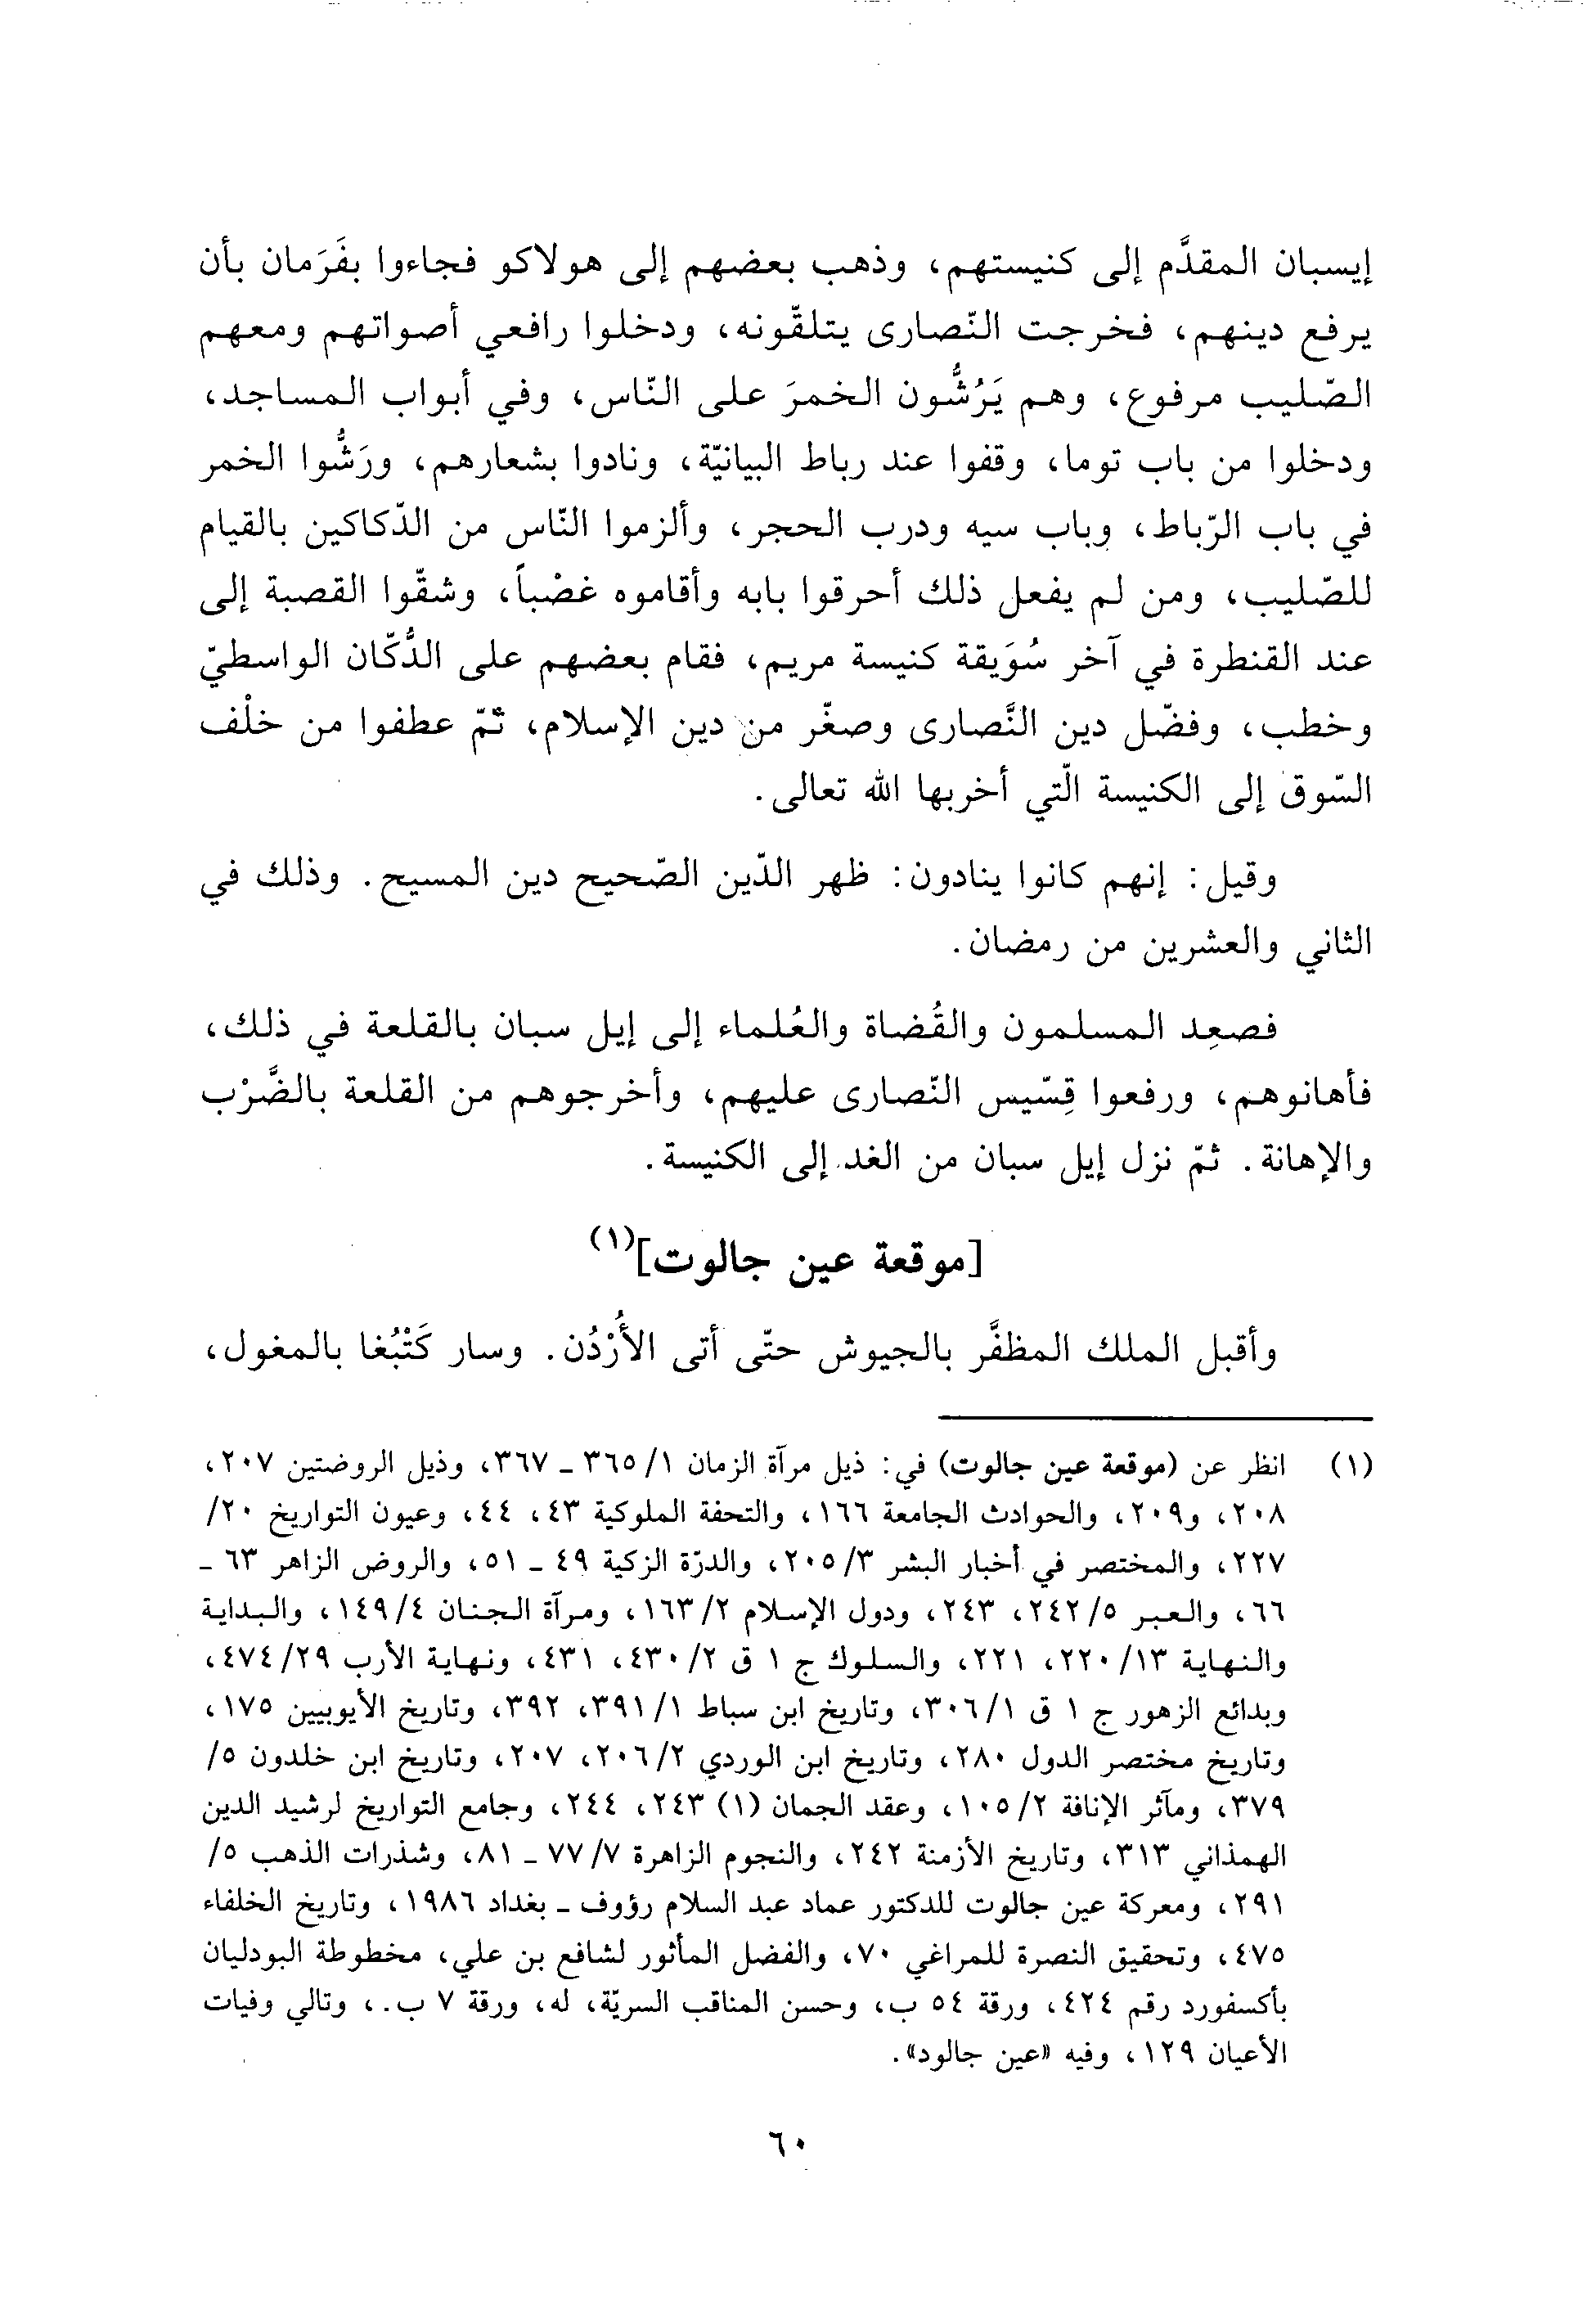 إيسبان المقدَّم إلى كنيستهم، وذهب بعضهم إلى هولاكو فجاءوا بفَرَمان بأن
يرفع دينهم، فخرجت النّصارى يتلقّونه، ودخلوا رافعي أصواتهم ومعهم
الصّليب مرفوع، وهم يَرُشُّون الخمرَ على النّاس، وفي أبواب المساجد،
ودخلوا من باب توما، وقفوا عند رباط البيانيّة، ونادوا بشعارهم، ورَشُّوا الخمر
في باب الرّباط، وباب سيه ودرب الحجر، وألزموا النّاس من الدّكاكين بالقيام
للصّليب، ومن لم يفعل ذلك أحرقوا بابه وأقاموه غضْباً، وشقّوا القصبة إلى
عند القنطرة في آخر سُوَيقة كنيسة مريم، فقام بعضهم على الدُّكّان الواسطيّ
وخطب، وفضّل دين النَّصارى وصغّر من دين الإسلام، ثمّ عطفوا من خلْف
السّوق إلى الكنيسة الّتي أخربها الله تعالى.
وقيل: إنهم كانوا ينادون: ظهر الدّين الصّحيح دين المسيح. وذلك في
الثاني والعشرين من رمضان.
فصعِد المسلمون والقُضاة والعُلماء إلى إيل سبان بالقلعة في ذلك،
فأهانوهم، ورفعوا قِسّيس النّصارى عليهم، وأخرجوهم من القلعة بالضَّرْب
والإهانة. ثمّ نزل إيل سبان من الغد إلى الكنيسة.
[موقعة عين جالوت](١)
وأقبل الملك المظفَّر بالجيوش حتّى أتى الأُرْدُن. وسار كَتْبُغا بالمغول،
(١) انظر عن (موقعة عين جالوت) في: ذيل مرآة الزمان ١/ ٣٦٥ ـ ٣٦٧، وذيل الروضتين ٢٠٧،
٢٠٨، و٢٠٩، والحوادث الجامعة ١٦٦، والتحفة الملوكية ٤٣، ٤٤، وعيون التواريخ ٢٠/
٢٢٧، والمختصر في أخبار البشر ٣/ ٢٠٥، والدرّة الزكية ٤٩ ـ ٥١، والروض الزاهر ٦٣ ـ
٦٦، والعبر ٥/ ٢٤٢، ٢٤٣، ودول الإسلام ٢/ ١٦٣، ومرآة الجنان ٤/ ١٤٩، والبداية
والنهاية ١٣/ ٢٢٠، ٢٢١، والسلوك ج ١ ق ٢/ ٤٣٠، ٤٣١، ونهاية الأرب ٢٩/ ٤٧٤،
وبدائع الزهور ج ١ ق ١/ ٣٠٦، وتاريخ ابن سباط ١/ ٣٩١، ٣٩٢، وتاريخ الأيوبيين ١٧٥،
وتاريخ مختصر الدول ٢٨٠، وتاريخ ابن الوردي ٢/ ٢٠٦، ٢٠٧، وتاريخ ابن خلدون ٥/
٣٧٩، ومآثر الإنافة ٢/ ١٠٥، وعقد الجمان (١) ٢٤٣، ٢٤٤، وجامع التواريخ لرشيد الدين
الهمذاني ٣١٣، وتاريخ الأزمنة ٢٤٢، والنجوم الزاهرة ٧/ ٧٧ ـ ٨١، وشذرات الذهب ٥/
٢٩١، ومعركة عين جالوت للدكتور عماد عبد السلام رؤوف ـ بغداد ١٩٨٦، وتاريخ الخلفاء
٤٧٥، وتحقيق النصرة للمراغي ٧٠، والفضل المأثور لشافع بن علي، مخطوطة البودليان
بأكسفورد رقم ٤٢٤، ورقة ٥٤ ب، وحسن المناقب السريّة، له، ورقة ٧ ب.، وتالي وفيات
الأعيان ١٢٩، وفيه «عين جالود».
٦٠